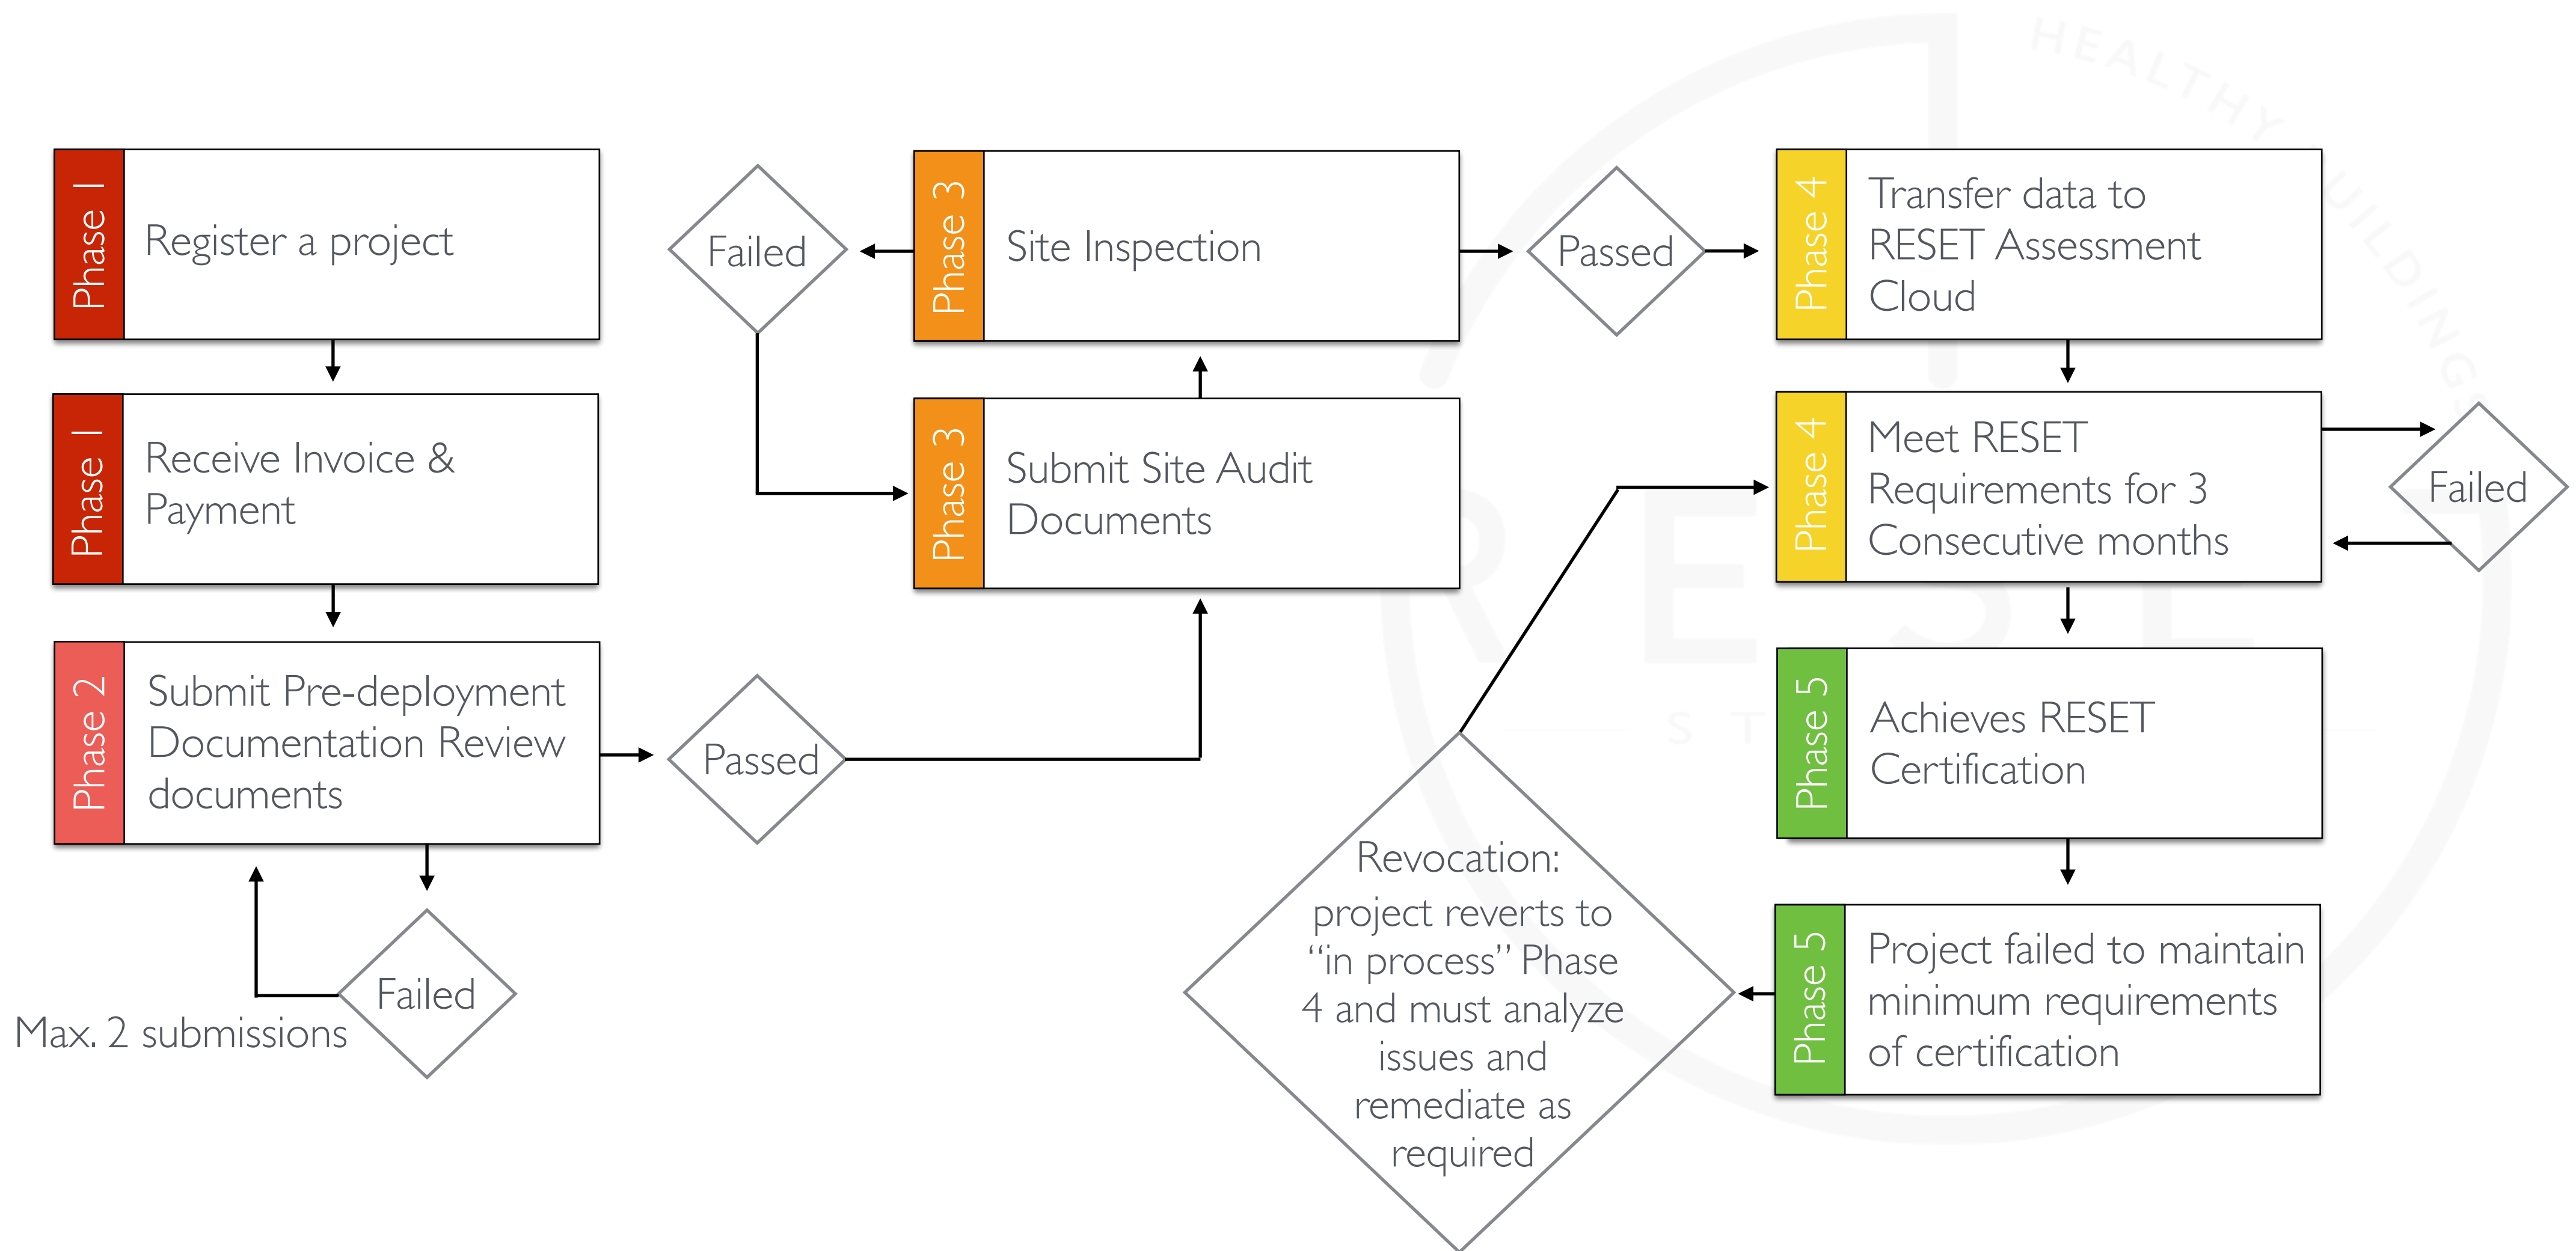 Phase 1
Register a project
Phase 1
Receive Invoice &
Payment
Phase 2
Submit Pre-deployment
Documentation Review
documents
Failed
Max. 2 submissions
Passed
Failed
Phase 3
Site Inspection
Phase 3
Submit Site Audit
Documents
Passed
Phase 4
Transfer data to
RESET Assessment
Cloud
Phase 4
Meet RESET
Requirements for 3
Consecutive months
Failed
Phase 5
Achieves RESET
Certification
Phase 5
Project failed to maintain
minimum requirements
of certification
Revocation:
project reverts to
“in process” Phase
4 and must analyze
issues and
remediate as
required
HEALTHY UILDINGS
RESET
ST